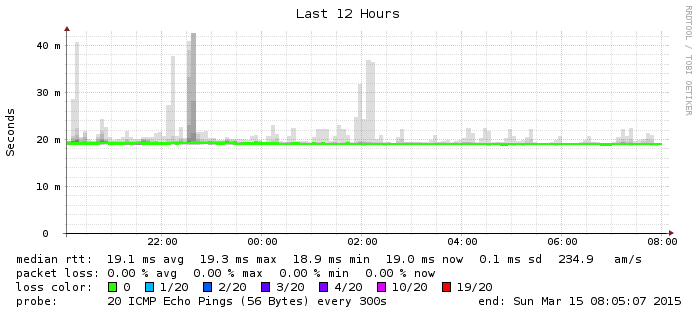 Last 12 Hours
RRDTOOL / TOBI OETIKER
Seconds
40 m
30 m
20 m
10 m
0
22:00 00:00 02:00 04:00 06:00 08:00
median rtt: 19.1 ms avg 19.3 ms max 18.9 ms min 19.0 ms now 0.1 ms sd 234.9 am/s
packet loss: 0.00 % avg 0.00 % max 0.00 % min 0.00 % now
loss color: 0 1/20 2/20 3/20 4/20 10/20 19/20
probe: 20 ICMP Echo Pings (56 Bytes) every 300s end: Sun Mar 15 08:05:07 2015